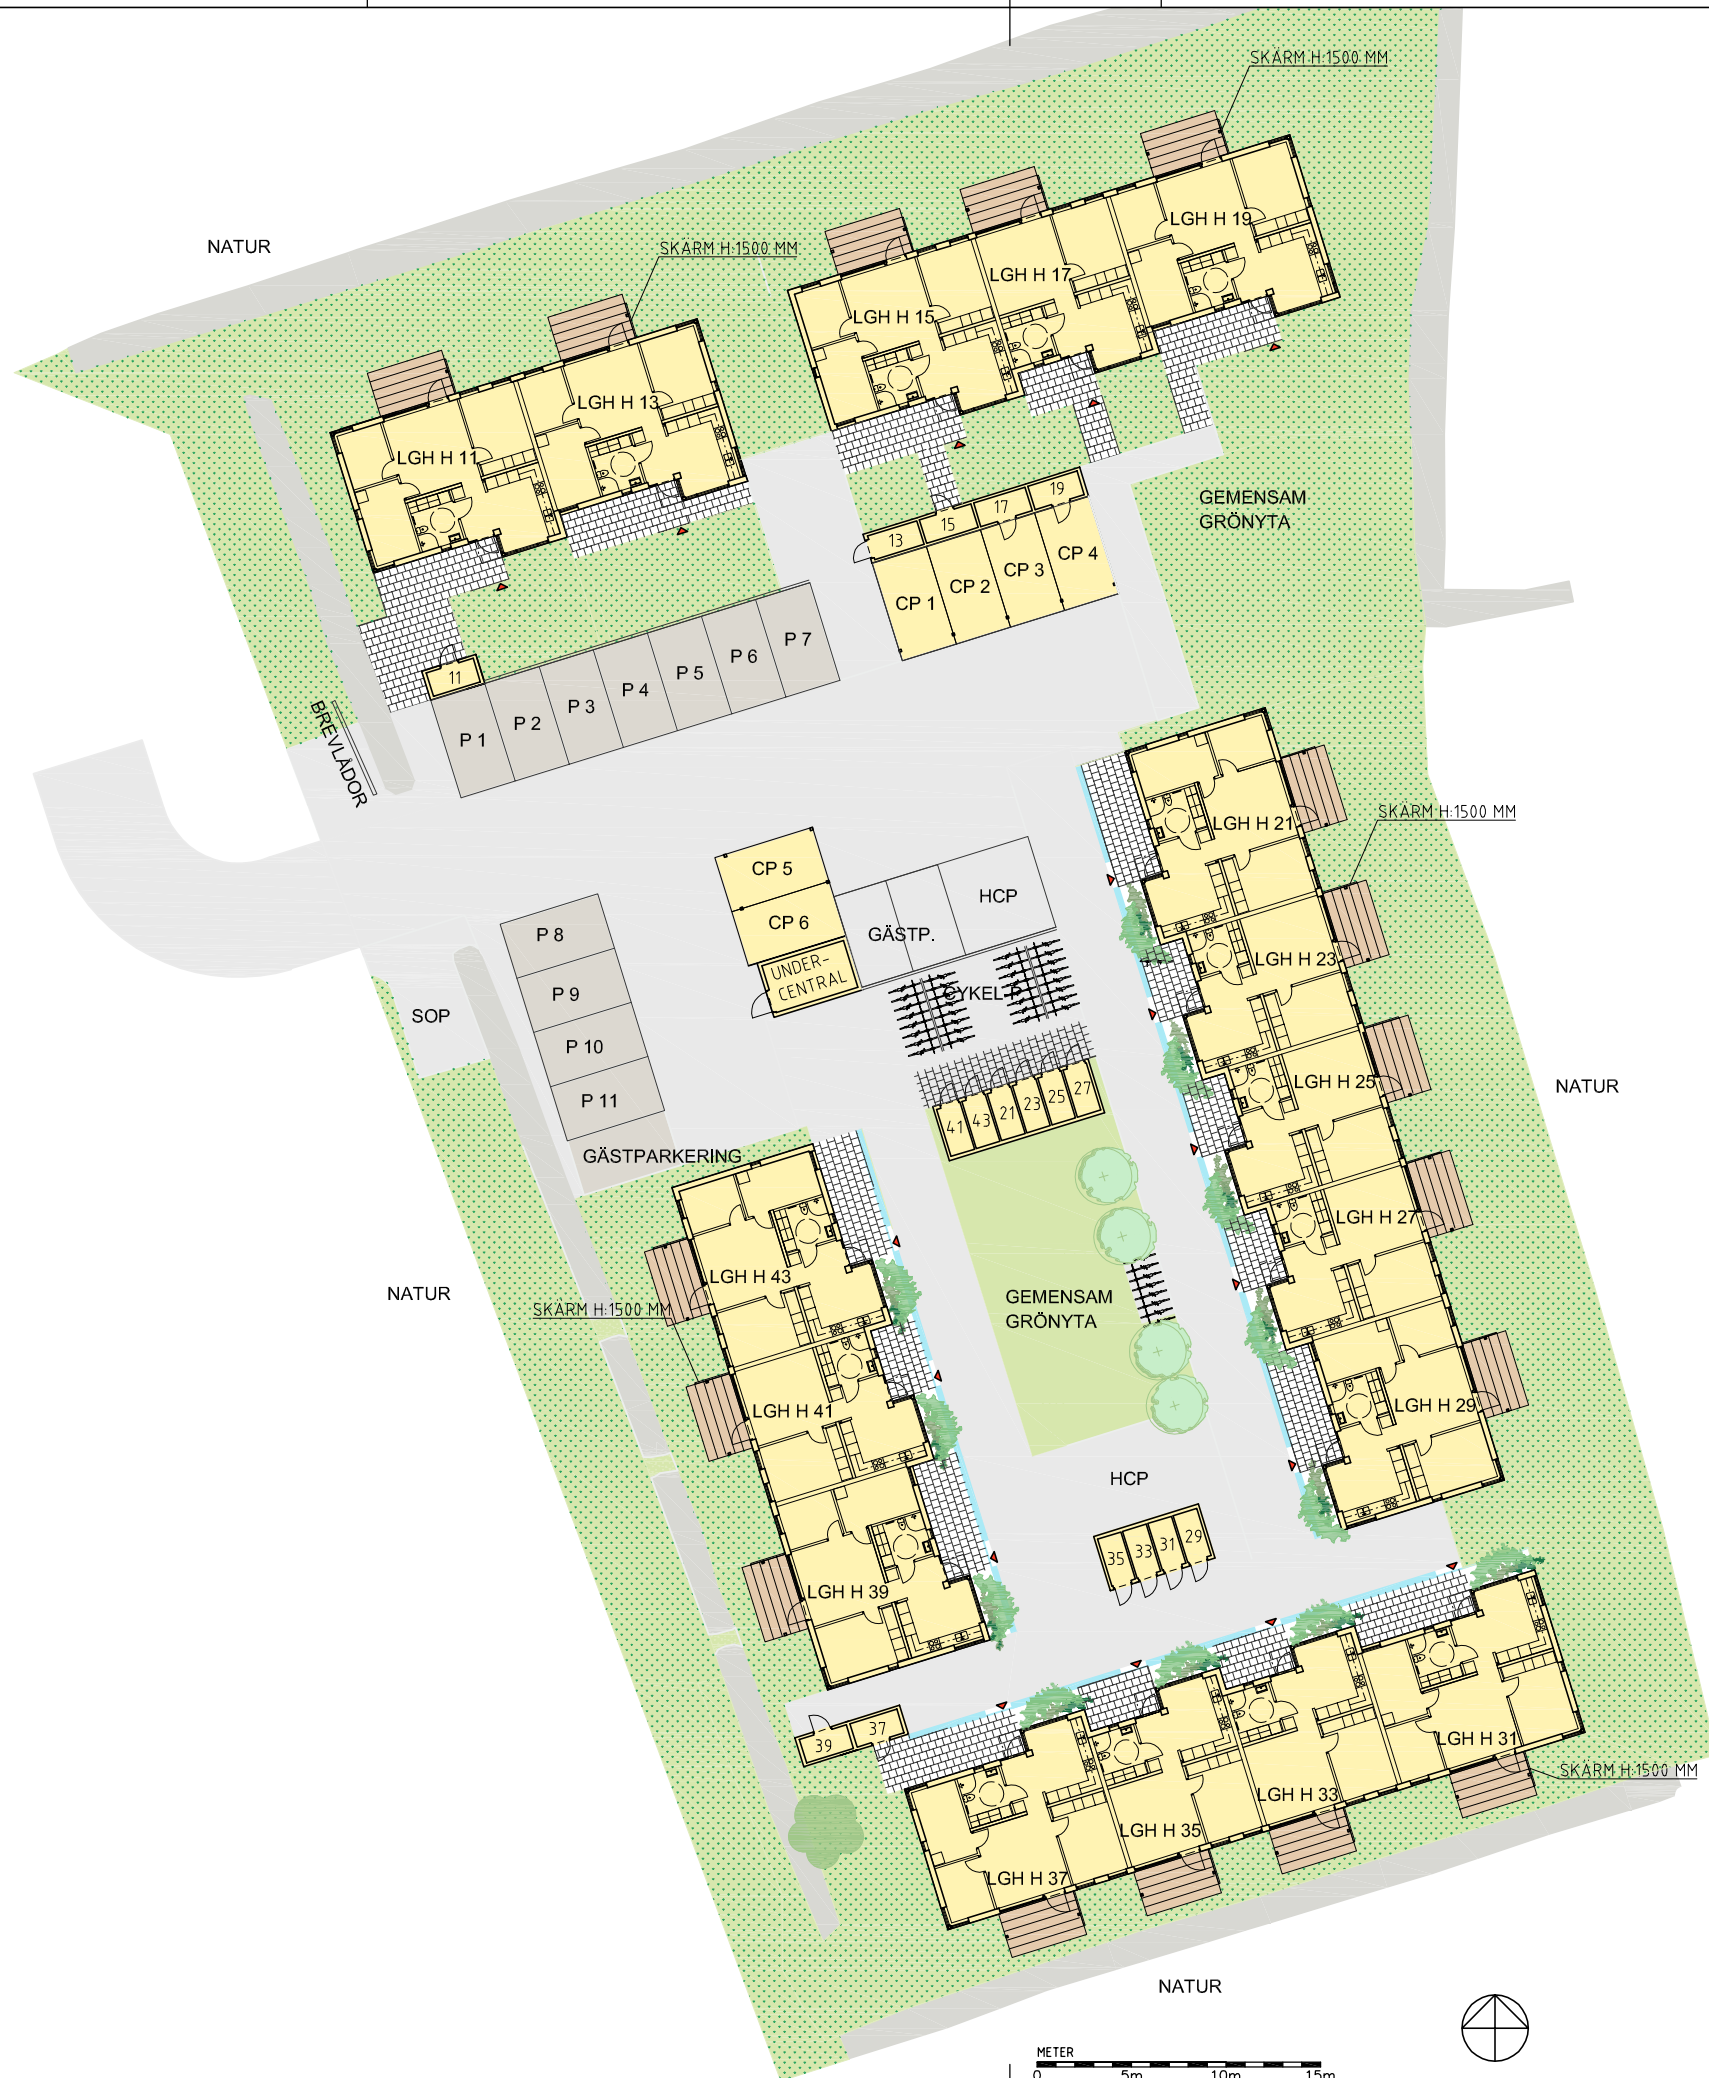 SKÄRM H:1500 MM
LGH H 19
NATUR
SKÄRM H:1500 MM
LGH H 17
LGH H 15
LGH H 13
LGH H 11
GEMENSAM
GRÖNYTA
19
17
15
13
CP 4
CP 3
CP 2
CP 1
11
P 7
P 6
P 5
P 4
P 3
P 2
P 1
BREVLÅDOR
SKÄRM H:1500 MM
LGH H 21
CP 5
CP 6
HCP
GÄSTP.
UNDER-
CENTRAL
CYKEL P
P 8
P 9
P 10
P 11
SOP
GÄSTPARKERING
LGH H 23
LGH H 25
NATUR
41
43
21
23
25
27
LGH H 27
LGH H 43
NATUR
SKÄRM H:1500 MM
GEMENSAM
GRÖNYTA
LGH H 41
LGH H 29
HCP
35
33
31
29
LGH H 39
39
37
LGH H 31
SKÄRM H:1500 MM
LGH H 33
LGH H 35
LGH H 37
NATUR
METER
0 5m 10m 15m